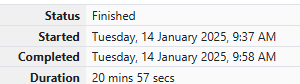 Status Finished
Started Tuesday, 14 January 2025, 9:37 AM
Completed Tuesday, 14 January 2025, 9:58 AM
Duration 20 mins 57 secs